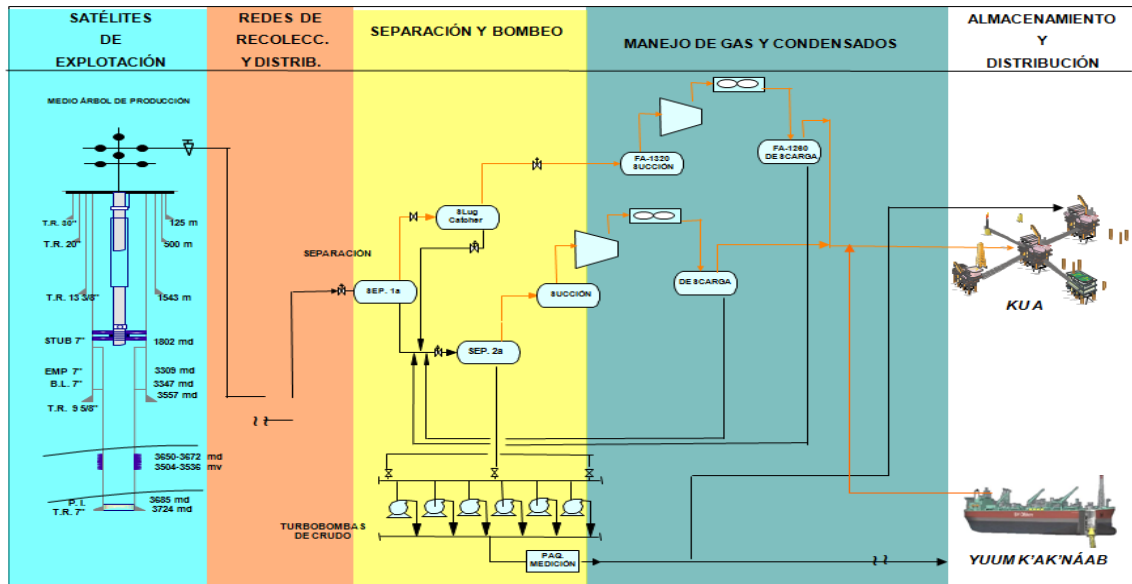 SATÉLITES
DE
EXPLOTACIÓN
REDES DE
RECOLECC.
Y DISTRIB.
SEPARACIÓN Y BOMBEO
MANEJO DE GAS Y CONDENSADOS
ALMACENAMIENTO
Y
DISTRIBUCIÓN
MEDIO ÁRBOL DE PRODUCCIÓN
T.R. 30"
125 m
T.R. 20"
500 m
T.R. 13 3/8"
1543 m
STUB 7"
1802 md
EMP 7"
3309 md
B.L. 7"
3347 md
T.R. 9 5/8"
3557 md
3650-3672 md
3504-3536 mv
P. I.
3685 md
T.R. 7"
3724 md
SEPARACIÓN
SEP. 1a
SLug
Catcher
SEP. 2a
SUCCIÓN
DESCARGA
FA-1320
SUCCIÓN
FA-1260
DESCARGA
TURBOBOMBAS
DE CRUDO
PAQ.
MEDICIÓN
KU A
YUUM K'AK'NÁAB